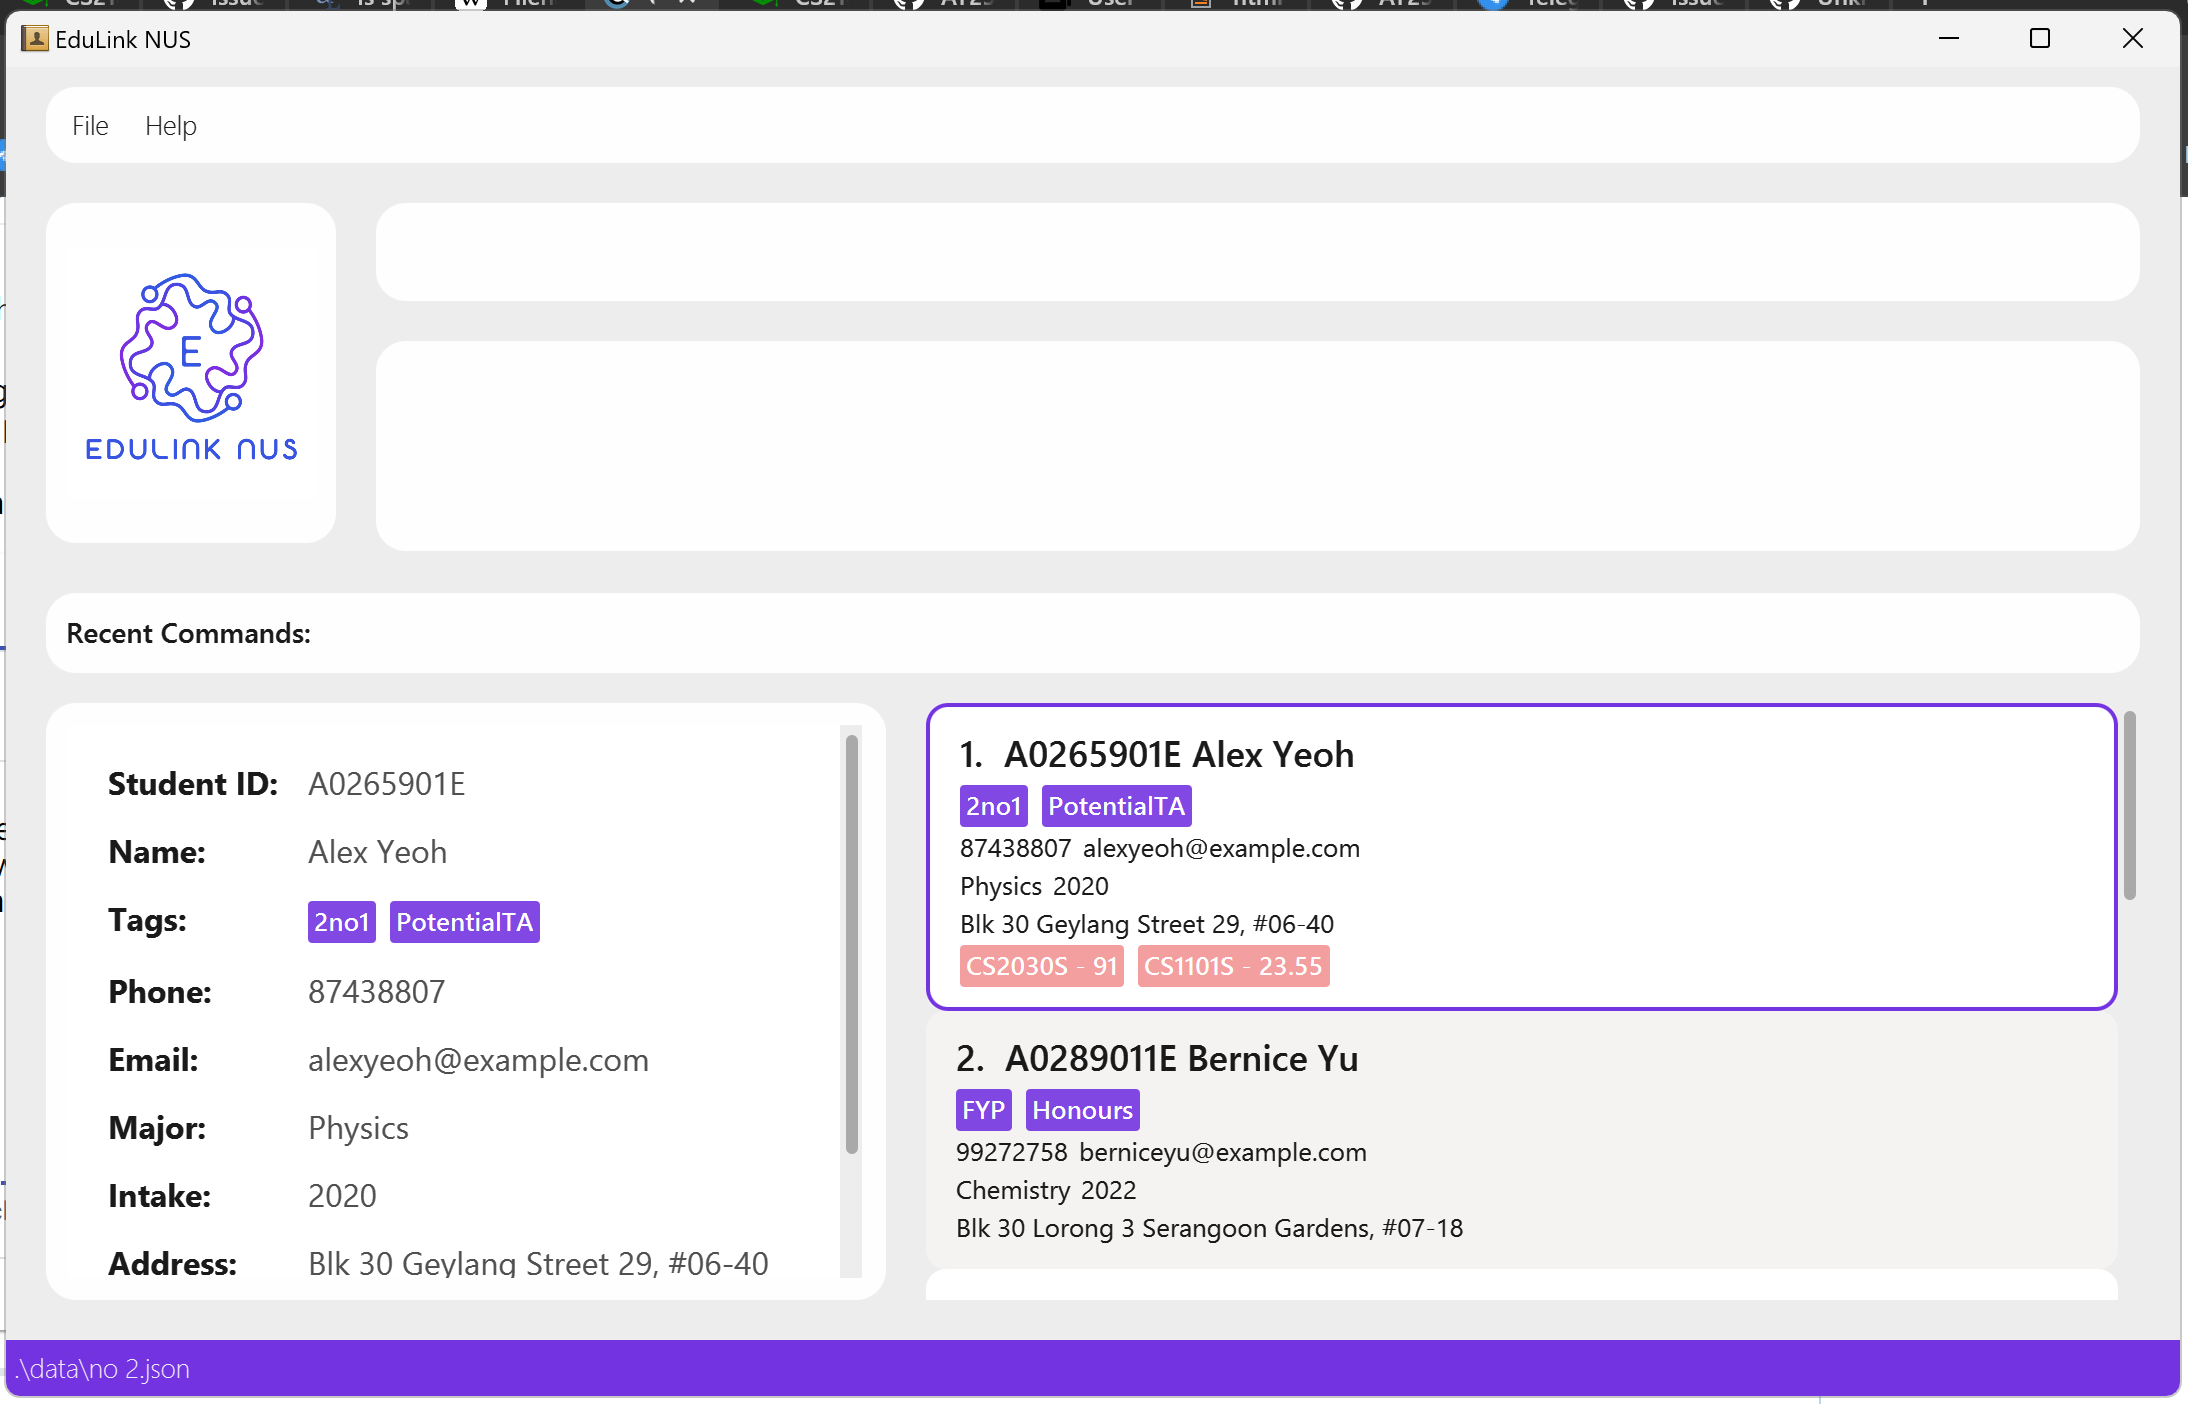 EduLink NUS
File Help
E
EDULINK NUS
Recent Commands:
Student ID: A0265901E
Name: Alex Yeoh
Tags: 2no1 PotentialTA
Phone: 87438807
Email: alexyeoh@example.com
Major: Physics
Intake: 2020
Address: Blk 30 Geylang Street 29, #06-40
1. A0265901E Alex Yeoh
2no1 PotentialTA
87438807 alexyeoh@example.com
Physics 2020
Blk 30 Geylang Street 29, #06-40
CS2030S - 91 CS1101S - 23.55
2. A0289011E Bernice Yu
FYP Honours
99272758 berniceyu@example.com
Chemistry 2022
Blk 30 Lorong 3 Serangoon Gardens, #07-18
.\data\no 2.json